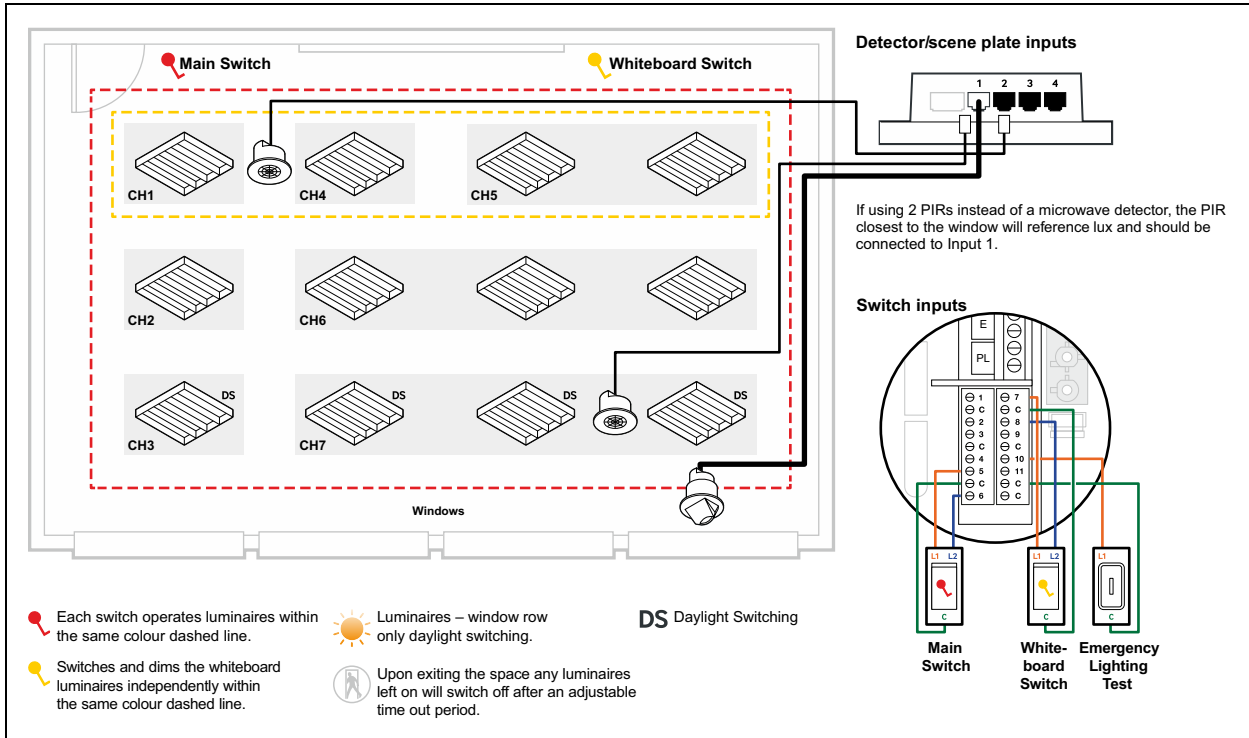 Main Switch
Whiteboard Switch
CH1
CH4
CH5
CH2
CH6
DS
DS
DS
DS
CH3
CH7
Windows
Detector/scene plate inputs
1 2 3 4
If using 2 PIRs instead of a microwave detector, the PIR
closest to the window will reference lux and should be
connected to Input 1.
Switch inputs
E
PL
1
C
2
3
C
4
5
C
6
7
C
8
9
C
10
11
C
C
L1 L2
C
L1 L2
C
L1
C
Main
Switch
White-
board
Switch
Emergency
Lighting
Test
Each switch operates luminaires within
the same colour dashed line.
Switches and dims the whiteboard
luminaires independently within
the same colour dashed line.
Luminaires – window row
only daylight switching.
Upon exiting the space any luminaires
left on will switch off after an adjustable
time out period.
DS Daylight Switching